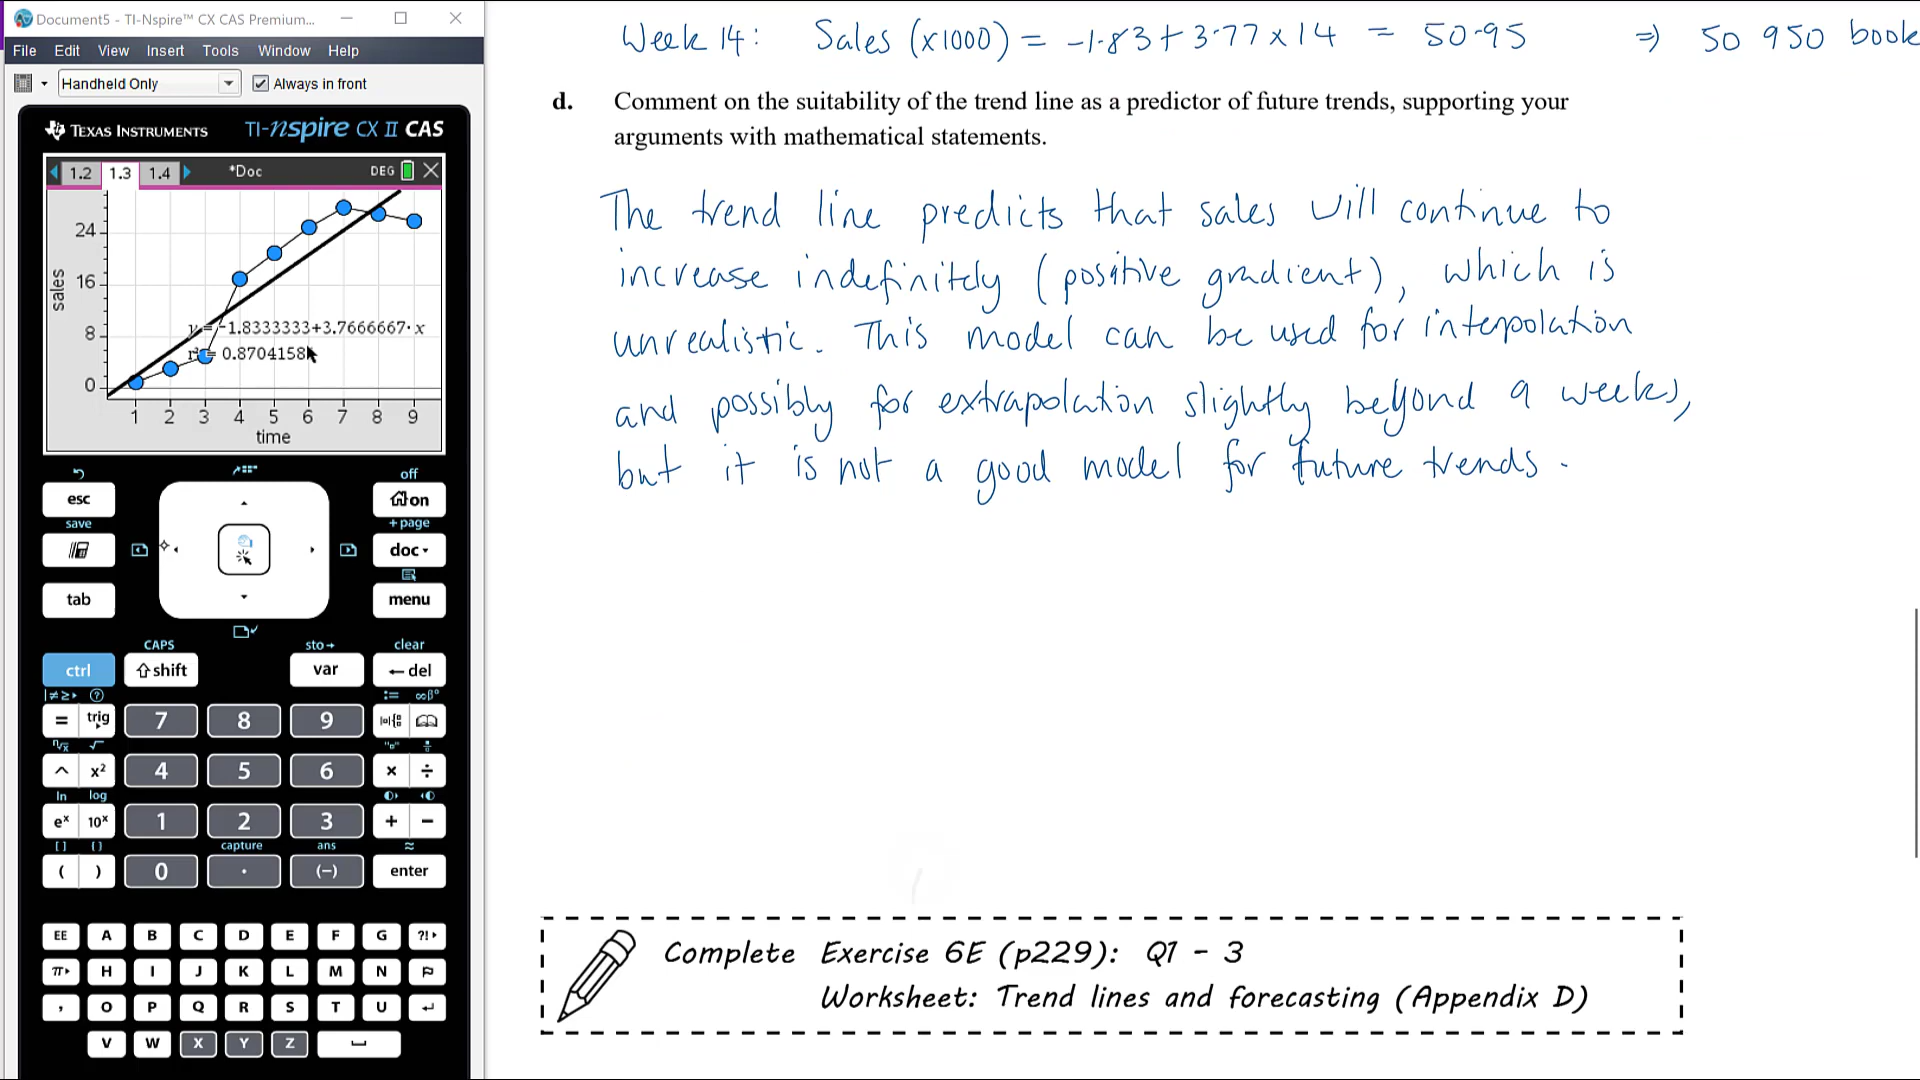 Document5 - TI-Nspire™ CX CAS Premium...
File Edit View Insert Tools Window Help
Handheld Only
Always in front
TEXAS INSTRUMENTS TI-nspire CX II CAS
1.2 1.3 1.4 *Doc DEG
24
16
8
0
sales
y = -1.8333333+3.7666667·x
r² = 0.8704158
1 2 3 4 5 6 7 8 9
time
off
esc on
save + page
doc
tab menu
CAPS sto→ clear
ctrl shift var ←del
= trig 7 8 9
^ x² 4 5 6 × ÷
ln log
eˣ 10ˣ 1 2 3 + −
[ ] { } capture ans ≈
( ) 0 . (−) enter
EE A B C D E F G ?!▸
π▸ H I J K L M N
, O P Q R S T U
V W X Y Z
Week 14: Sales (×1000) = -1.83 + 3.77 × 14 = 50.95 ⇒ 50 950 book
d. Comment on the suitability of the trend line as a predictor of future trends, supporting your
arguments with mathematical statements.
The trend line predicts that sales will continue to
increase indefinitely (positive gradient), which is
unrealistic. This model can be used for interpolation
and possibly for extrapolation slightly beyond 9 weeks,
but it is not a good model for future trends.
Complete Exercise 6E (p229): Q1 - 3
Worksheet: Trend lines and forecasting (Appendix D)